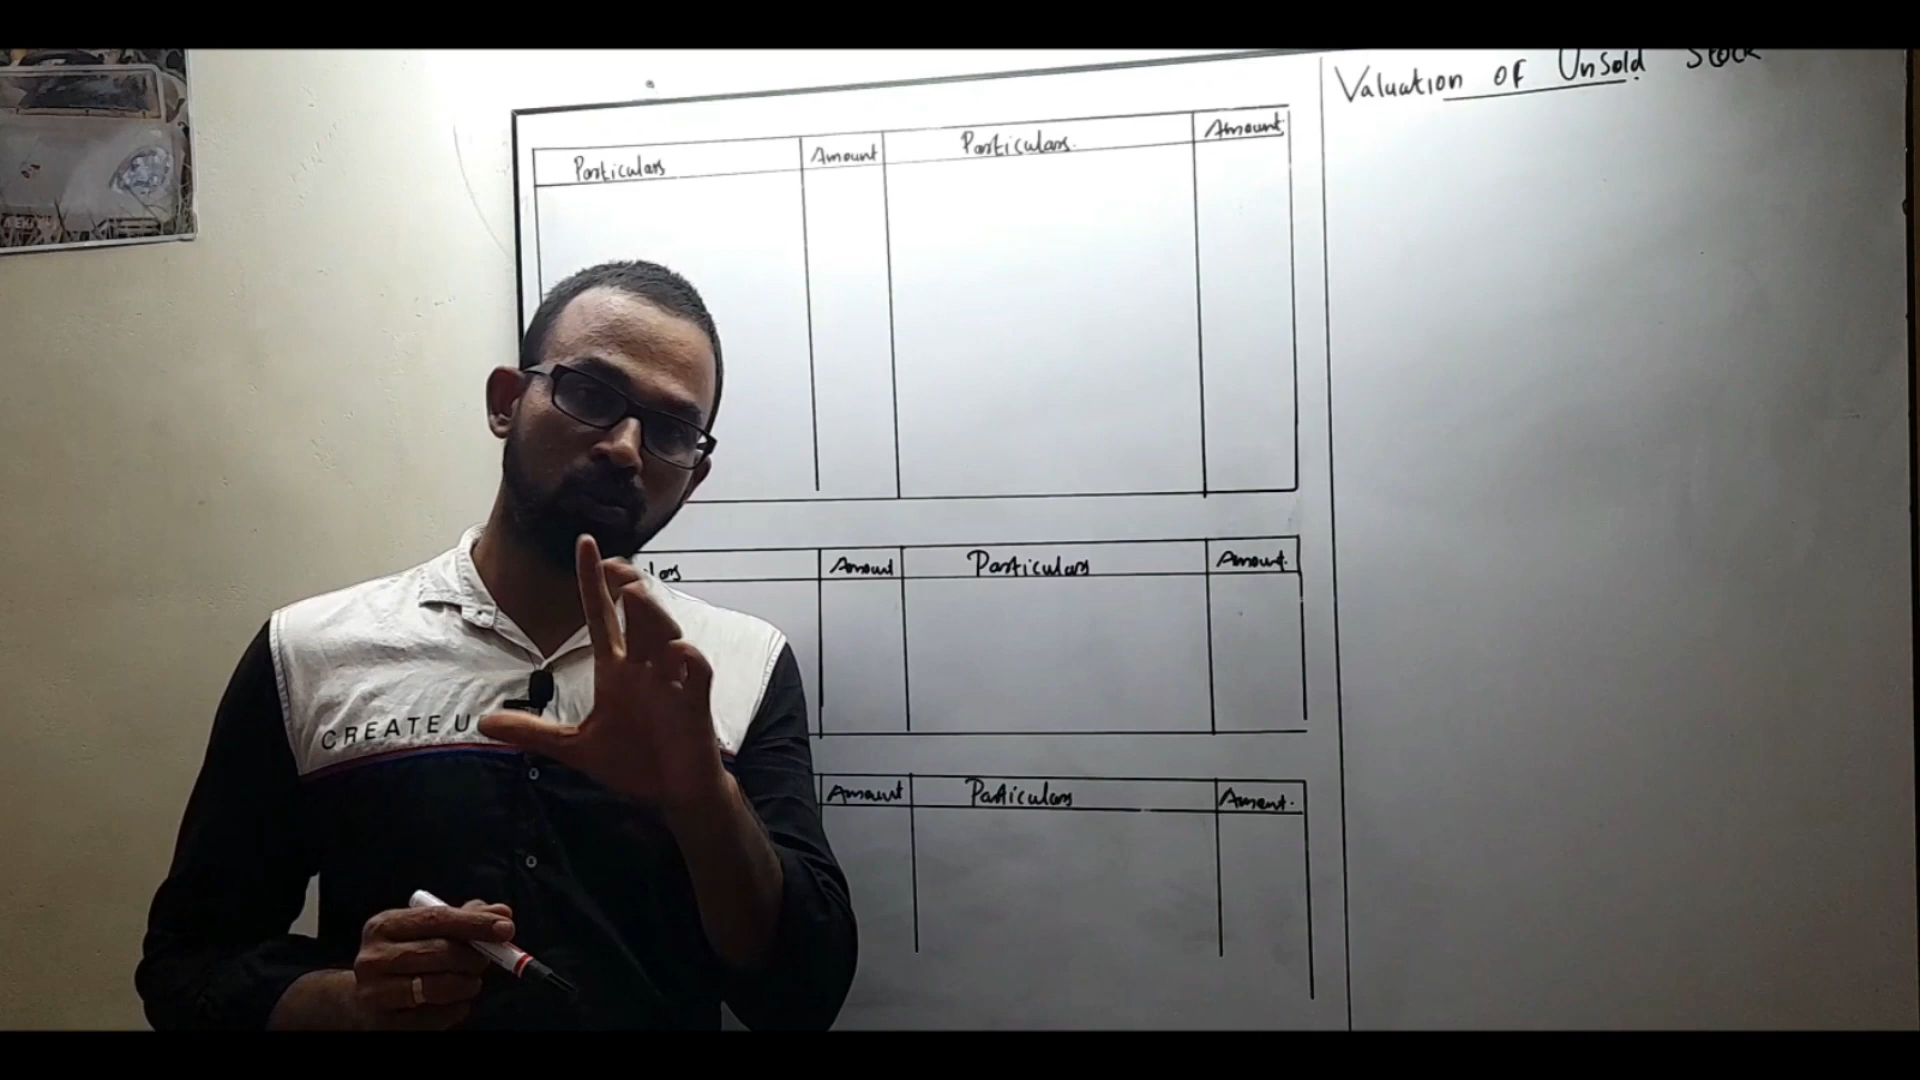 Valuation of Unsold Stock
Particulars Amount Particulars. Amount
Amount Particulars Amount.
Amount Particulars Amount.
CREATE U